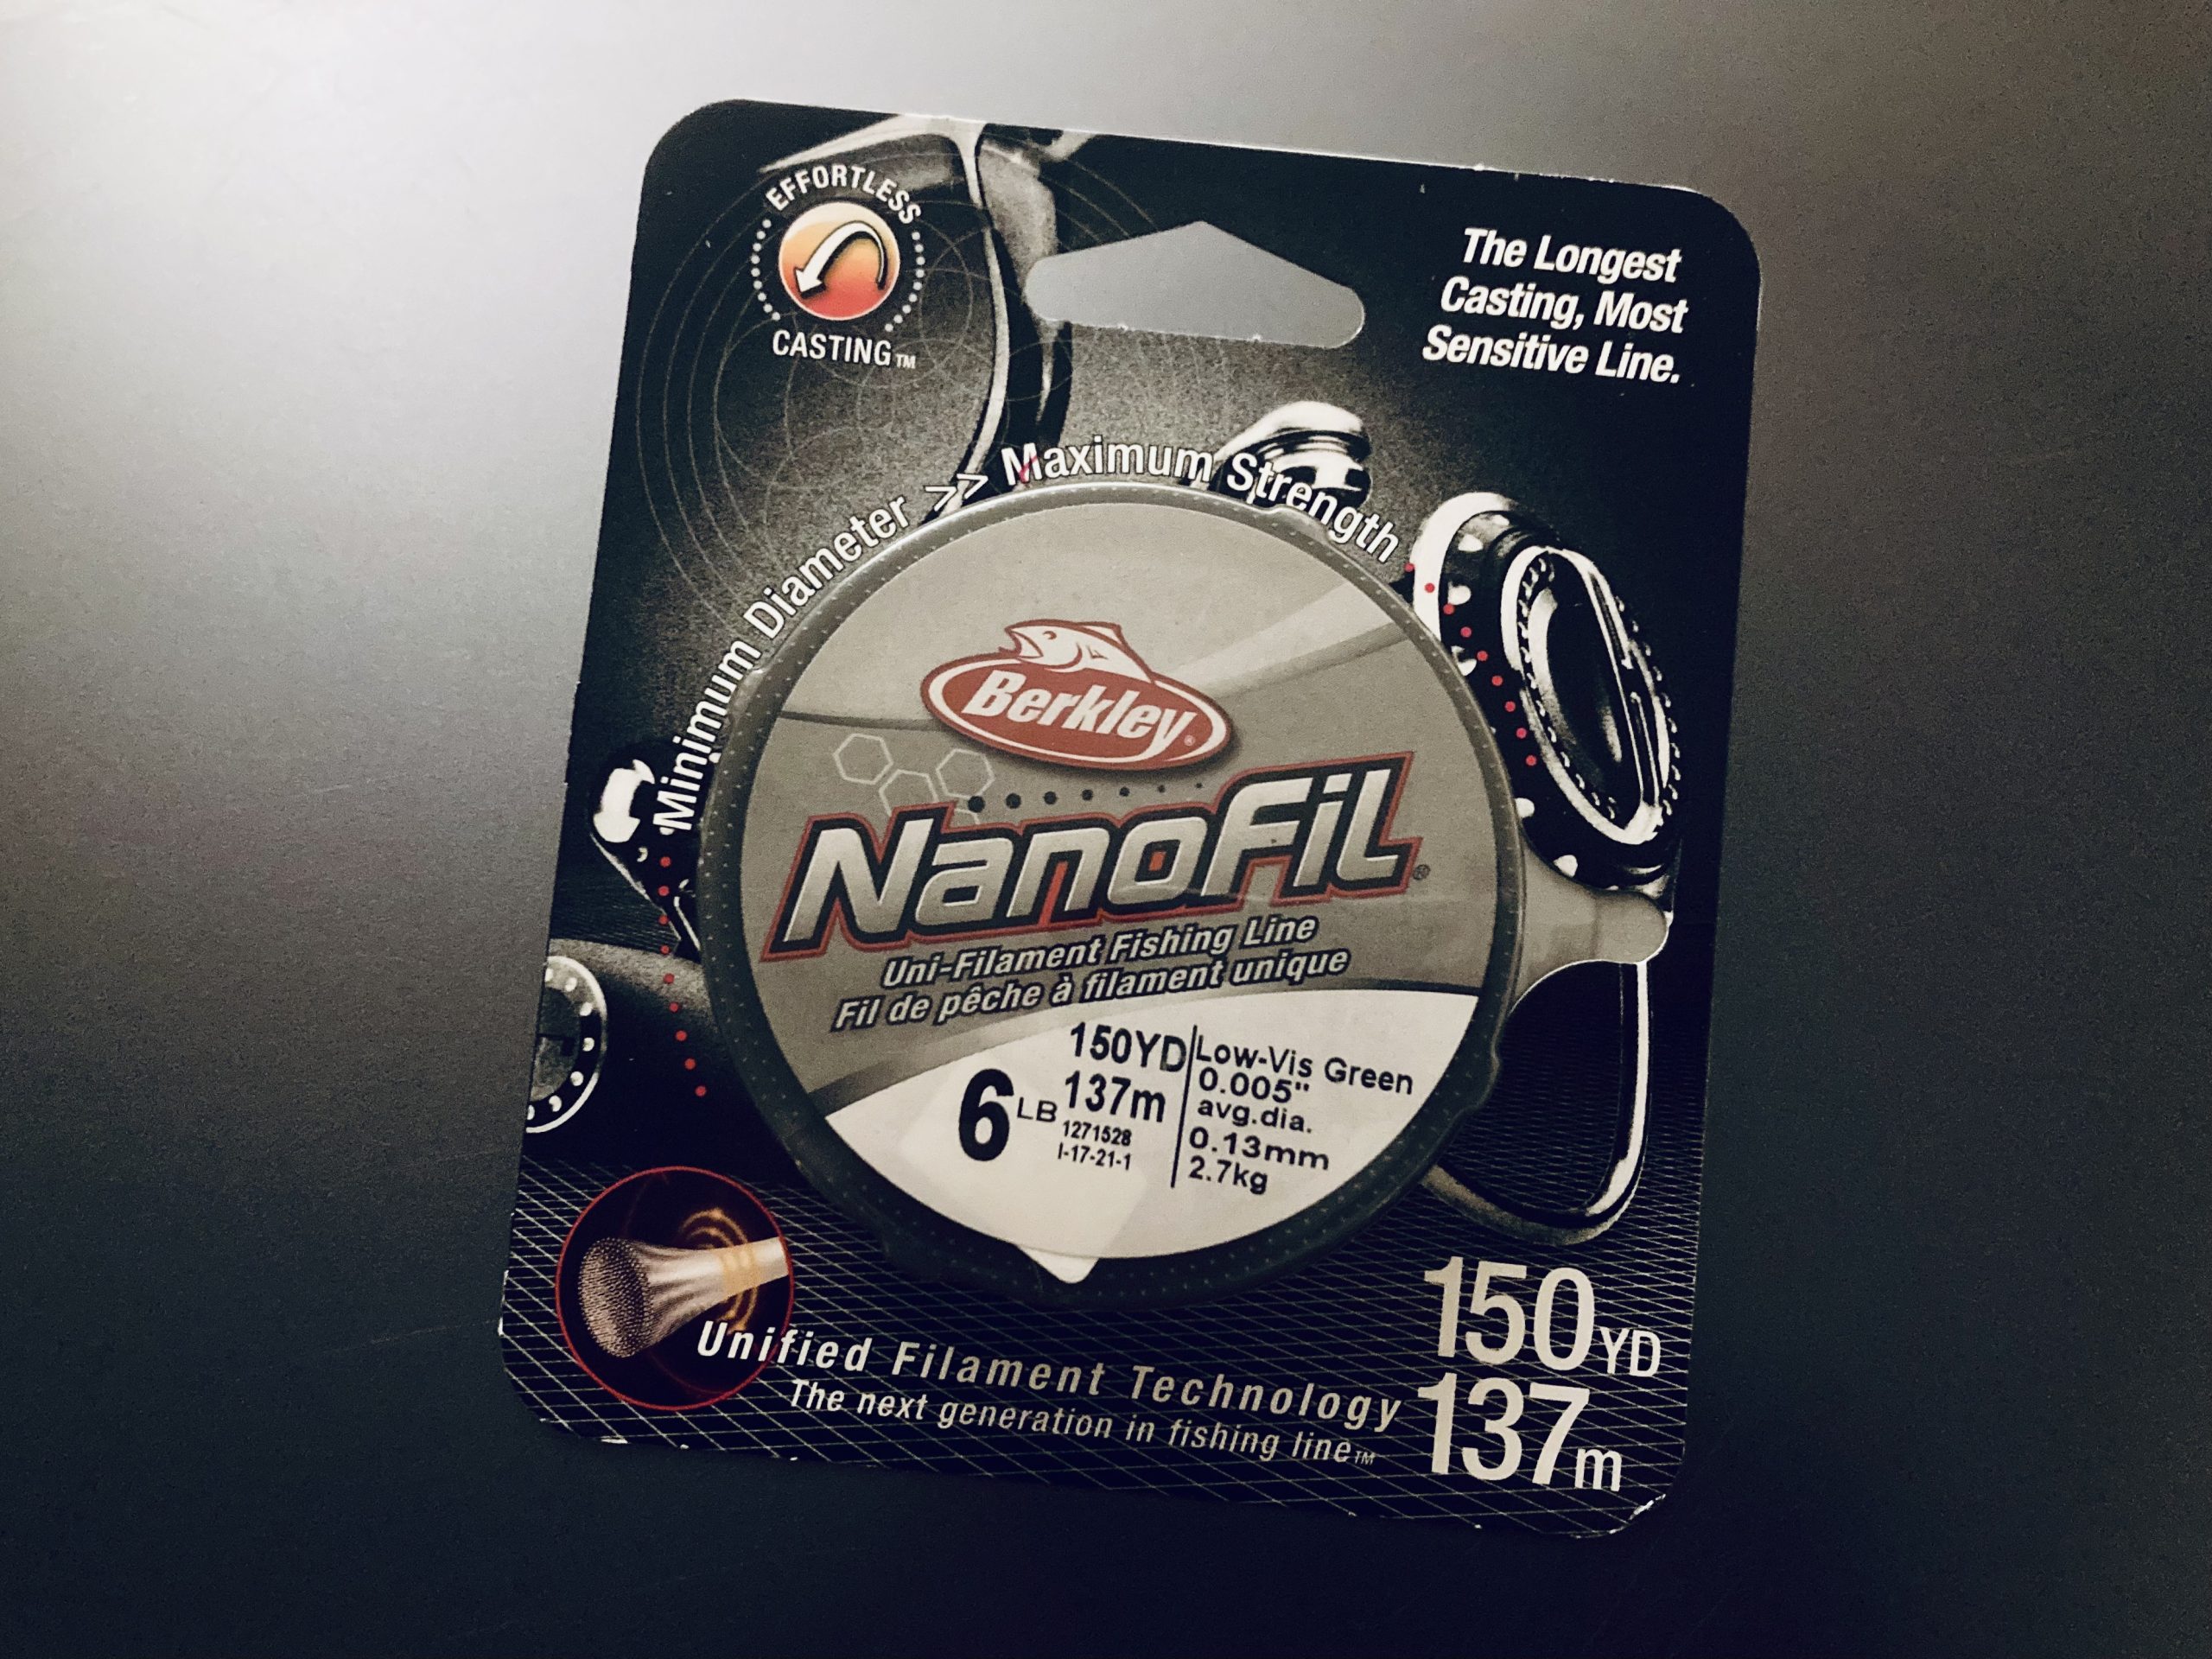 EFFORTLESS
CASTING™
The Longest
Casting, Most
Sensitive Line.
Minimum Diameter >> Maximum Strength
Berkley®
NanoFil®
Uni-Filament Fishing Line
Fil de pêche à filament unique
6 LB
150YD
137m
1271528
I-17-21-1
Low-Vis Green
0.005"
avg.dia.
0.13mm
2.7kg
Unified Filament Technology
The next generation in fishing line™
150YD
137m